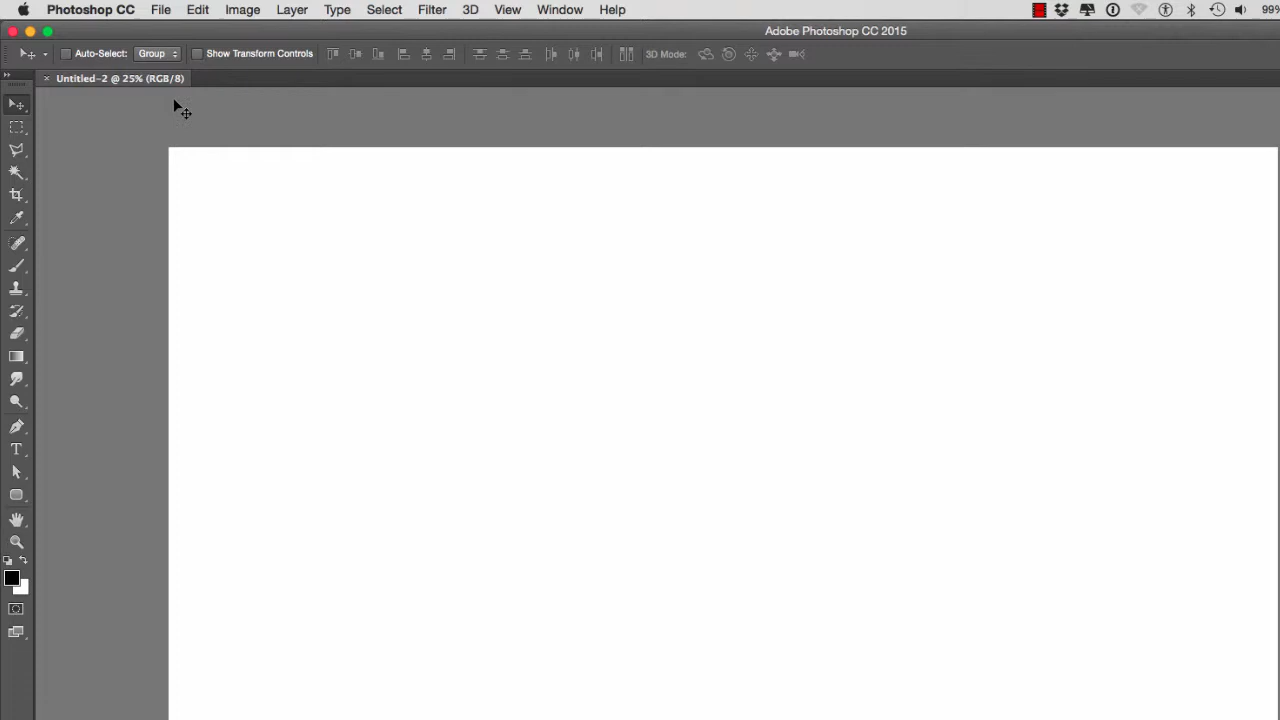 Photoshop CC File Edit Image Layer Type Select Filter 3D View Window Help 99%
Adobe Photoshop CC 2015
Auto-Select: Group Show Transform Controls 3D Mode:
Untitled-2 @ 25% (RGB/8)
T